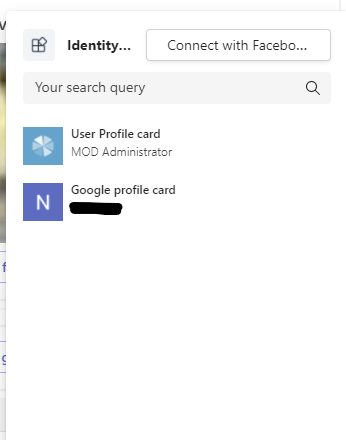 Identity...
Connect with Facebo...
Your search query
User Profile card
MOD Administrator
Google profile card
N